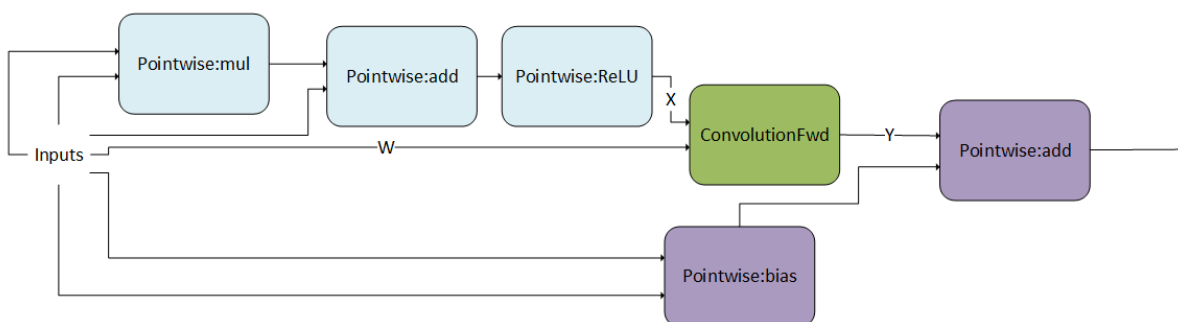 Pointwise:mul
Pointwise:add
Pointwise:ReLU
X
ConvolutionFwd
Y
Pointwise:add
Inputs
W
Pointwise:bias